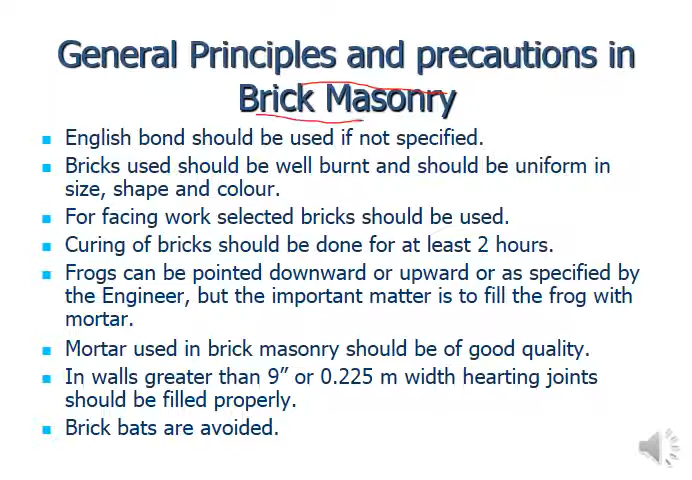 General Principles and precautions in
Brick Masonry
English bond should be used if not specified.
Bricks used should be well burnt and should be uniform in
size, shape and colour.
For facing work selected bricks should be used.
Curing of bricks should be done for at least 2 hours.
Frogs can be pointed downward or upward or as specified by
the Engineer, but the important matter is to fill the frog with
mortar.
Mortar used in brick masonry should be of good quality.
In walls greater than 9” or 0.225 m width hearting joints
should be filled properly.
Brick bats are avoided.